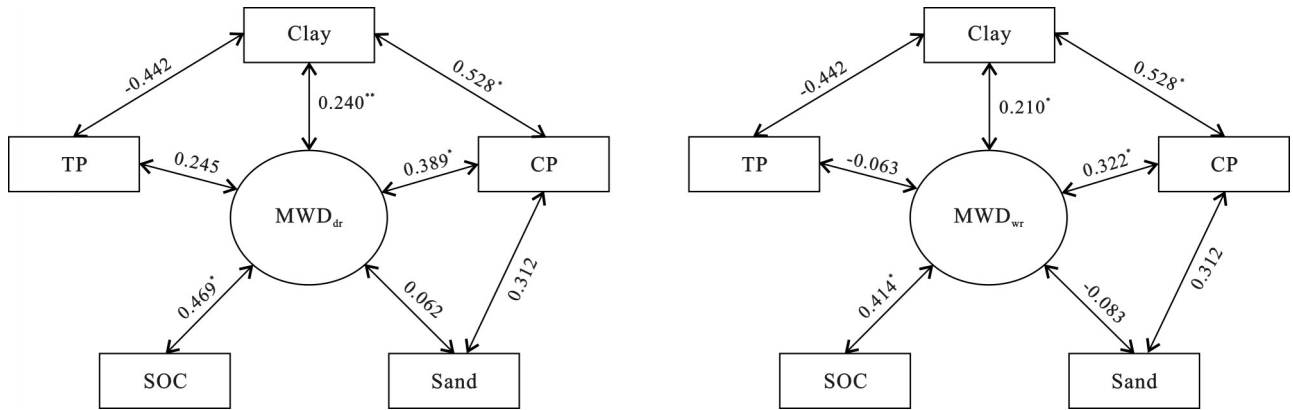 Clay
-0.442
0.528*
0.240**
TP
0.245
0.389*
CP
MWDdr
0.469*
0.062
0.312
SOC
Sand
Clay
-0.442
0.528*
0.210*
TP
-0.063
0.322*
CP
MWDwr
0.414*
-0.083
0.312
SOC
Sand